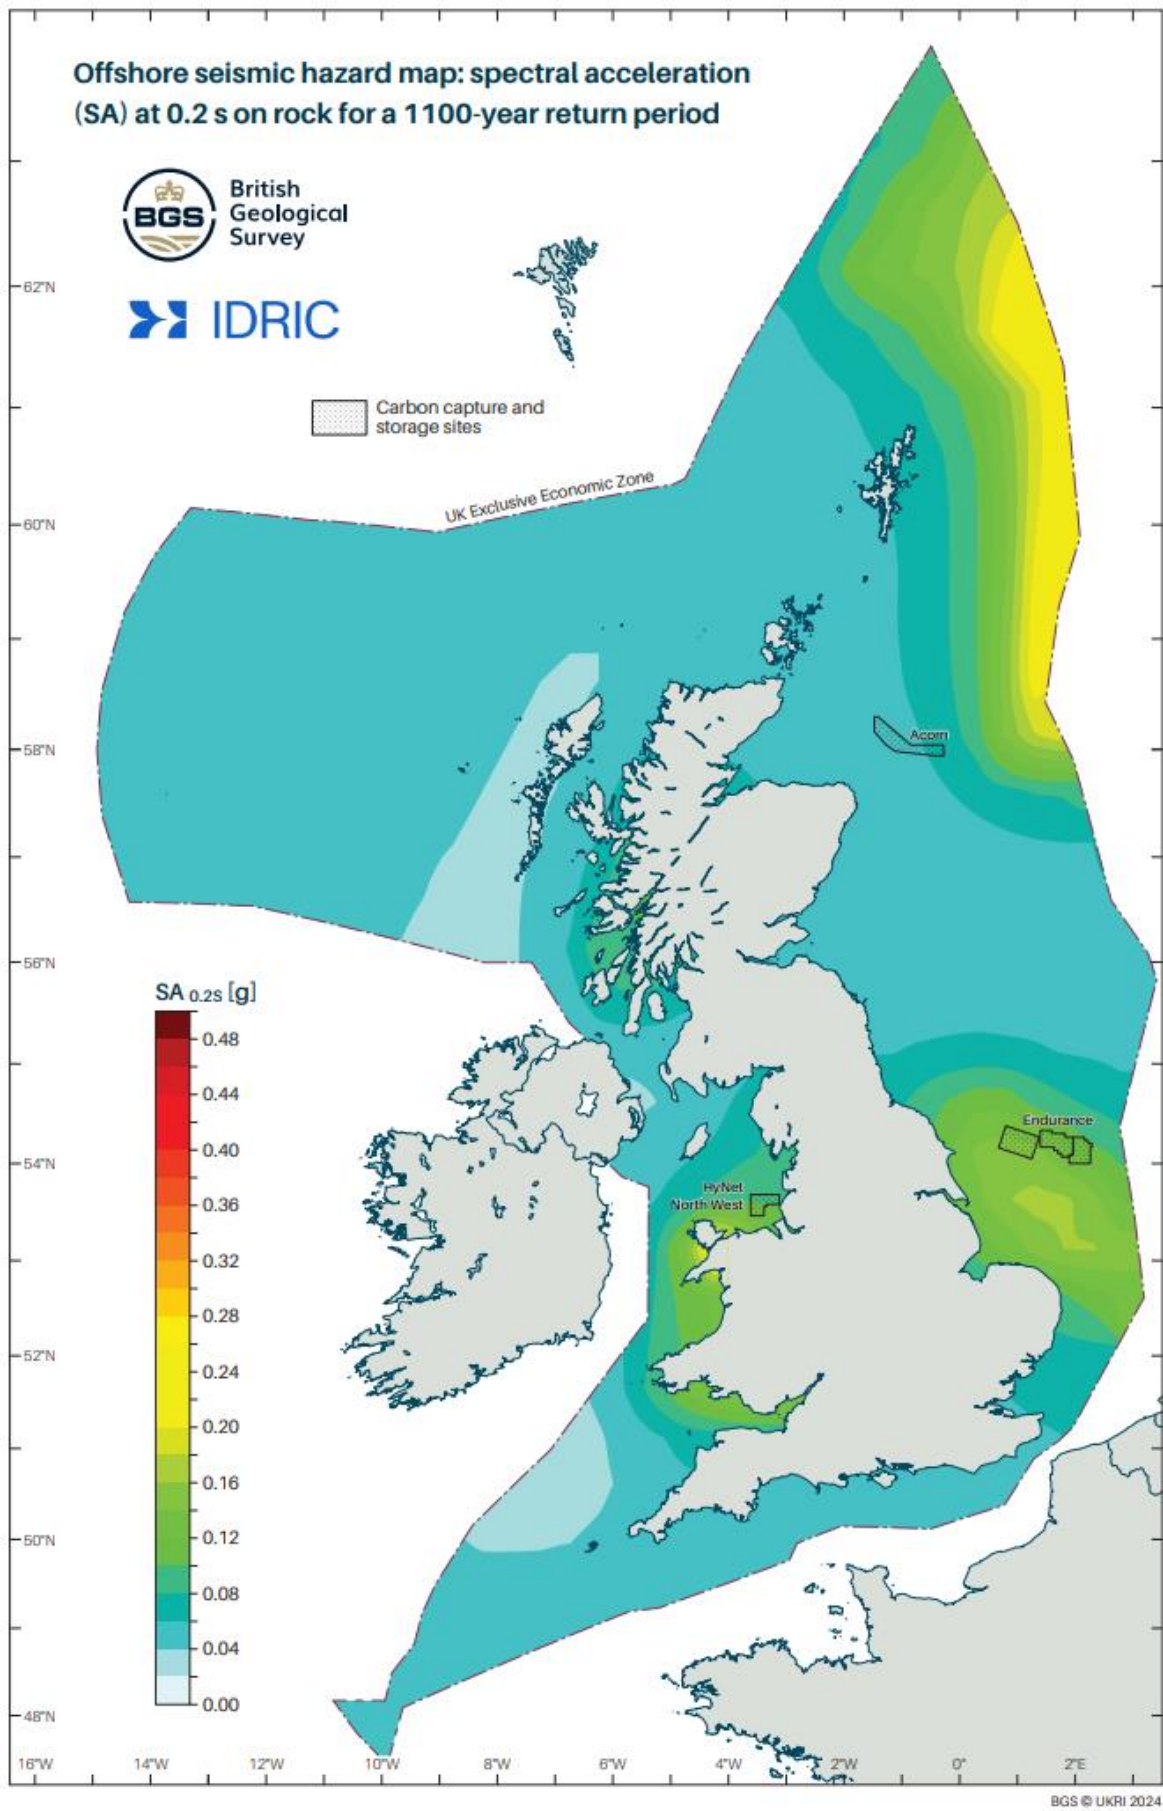 Offshore seismic hazard map: spectral acceleration
(SA) at 0.2 s on rock for a 1100-year return period
British
Geological
Survey
BGS
IDRIC
Carbon capture and
storage sites
UK Exclusive Economic Zone
62°N
60°N
58°N
56°N
54°N
52°N
50°N
48°N
Acorn
Endurance
HyNet
North West
SA 0.2S [g]
0.48
0.44
0.40
0.36
0.32
0.28
0.24
0.20
0.16
0.12
0.08
0.04
0.00
16°W 14°W 12°W 10°W 8°W 6°W 4°W 2°W 0° 2°E
BGS © UKRI 2024